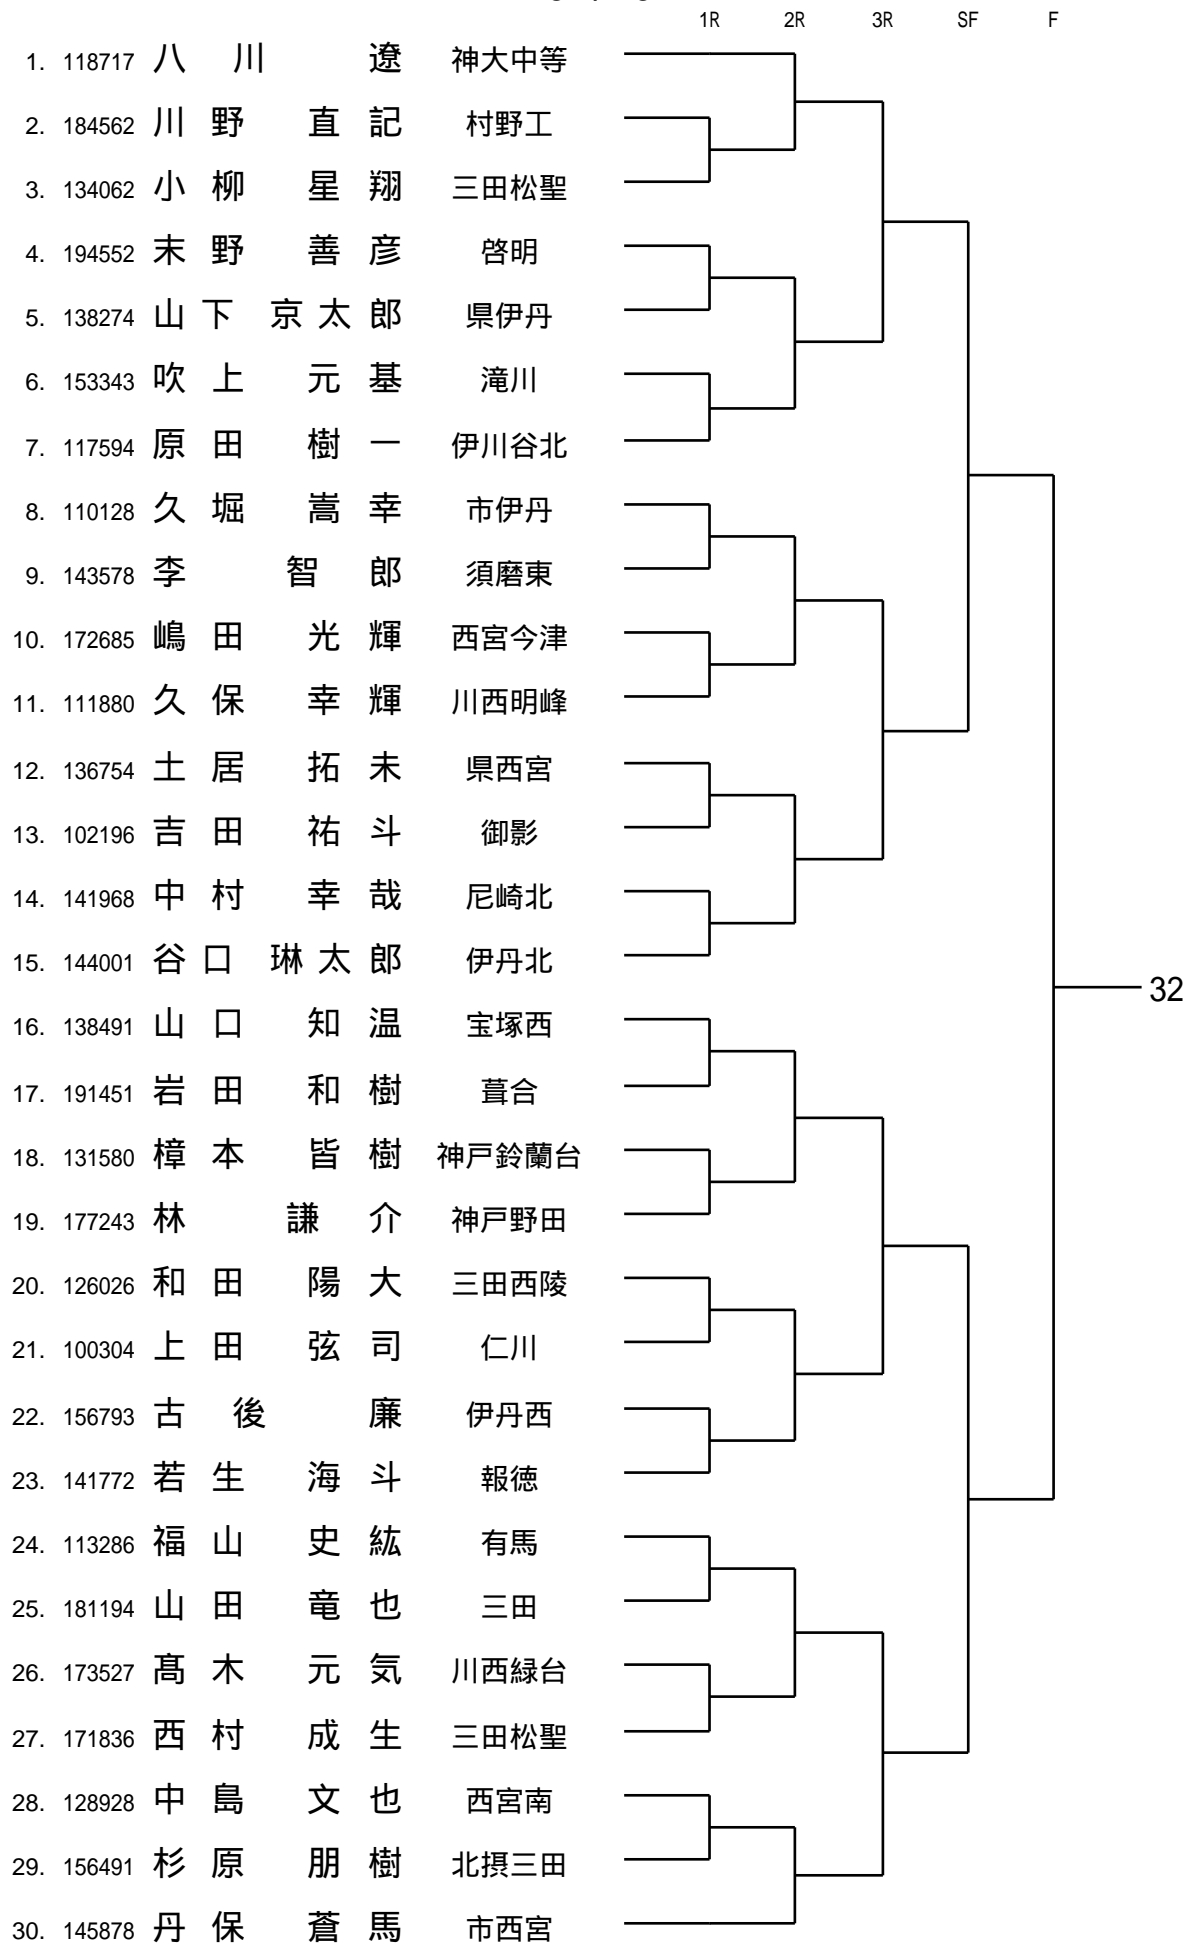 1R 2R 3R SF F
1. 118717 八川 遼 神大中等
2. 184562 川野 直記 村野工
3. 134062 小柳 星翔 三田松聖
4. 194552 末野 善彦 啓明
5. 138274 山下 京太郎 県伊丹
6. 153343 吹上 元基 滝川
7. 117594 原田 樹一 伊川谷北
8. 110128 久堀 嵩幸 市伊丹
9. 143578 李 智郎 須磨東
10. 172685 嶋田 光輝 西宮今津
11. 111880 久保 幸輝 川西明峰
12. 136754 土居 拓未 県西宮
13. 102196 吉田 祐斗 御影
14. 141968 中村 幸哉 尼崎北
15. 144001 谷口 琳太郎 伊丹北
32
16. 138491 山口 知温 宝塚西
17. 191451 岩田 和樹 葺合
18. 131580 樟本 皆樹 神戸鈴蘭台
19. 177243 林 謙介 神戸野田
20. 126026 和田 陽大 三田西陵
21. 100304 上田 弦司 仁川
22. 156793 古後 廉 伊丹西
23. 141772 若生 海斗 報徳
24. 113286 福山 史紘 有馬
25. 181194 山田 竜也 三田
26. 173527 髙木 元気 川西緑台
27. 171836 西村 成生 三田松聖
28. 128928 中島 文也 西宮南
29. 156491 杉原 朋樹 北摂三田
30. 145878 丹保 蒼馬 市西宮